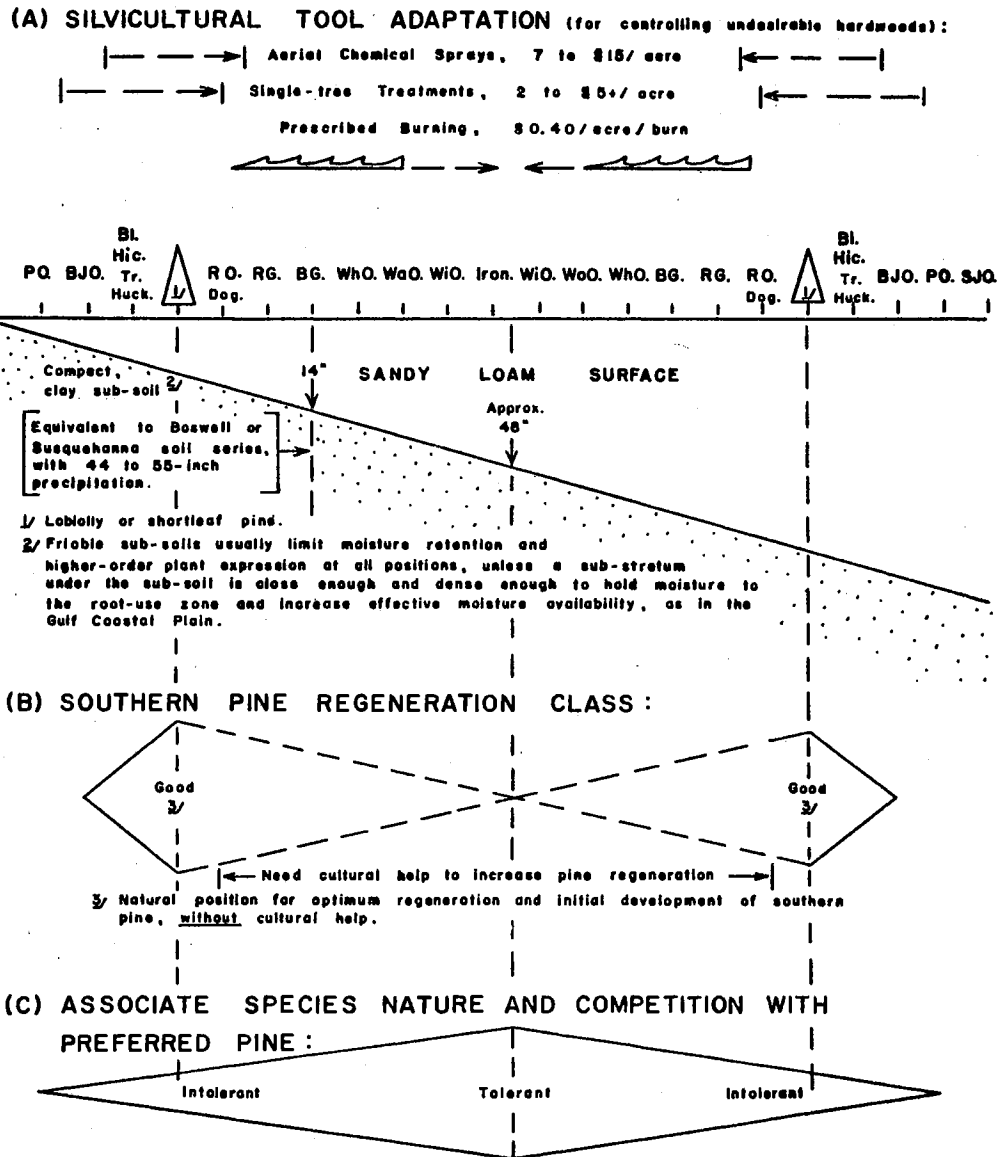 (A) SILVICULTURAL TOOL ADAPTATION (for controlling undesirable hardwoods):
Aerial Chemical Sprays, 7 to $15/ acre
Single-tree Treatments, 2 to $5+/ acre
Prescribed Burning, $0.40/acre/burn
Bl. Bl.
Hic. Hic.
PO. BJO. Tr. RO. RG. BG. WhO. WaO. WiO. Iron. WiO. WaO. WhO. BG. RG. RO. Tr. BJO. PO. SJO.
Huck. 1/ Dog. Dog. 1/ Huck.
Compact, 14" SANDY LOAM SURFACE
clay sub-soil 2/
Approx.
48"
Equivalent to Boswell or
Susquehanna soil series,
with 44 to 55-inch
precipitation.
1/ Loblolly or shortleaf pine.
2/ Friable sub-soils usually limit moisture retention and
higher-order plant expression at all positions, unless a sub-stratum
under the sub-soil is close enough and dense enough to hold moisture to
the root-use zone and increase effective moisture availability, as in the
Gulf Coastal Plain.
(B) SOUTHERN PINE REGENERATION CLASS:
Good Good
3/ 3/
Need cultural help to increase pine regeneration
3/ Natural position for optimum regeneration and initial development of southern
pine, without cultural help.
(C) ASSOCIATE SPECIES NATURE AND COMPETITION WITH
PREFERRED PINE:
Intolerant Tolerant Intolerant